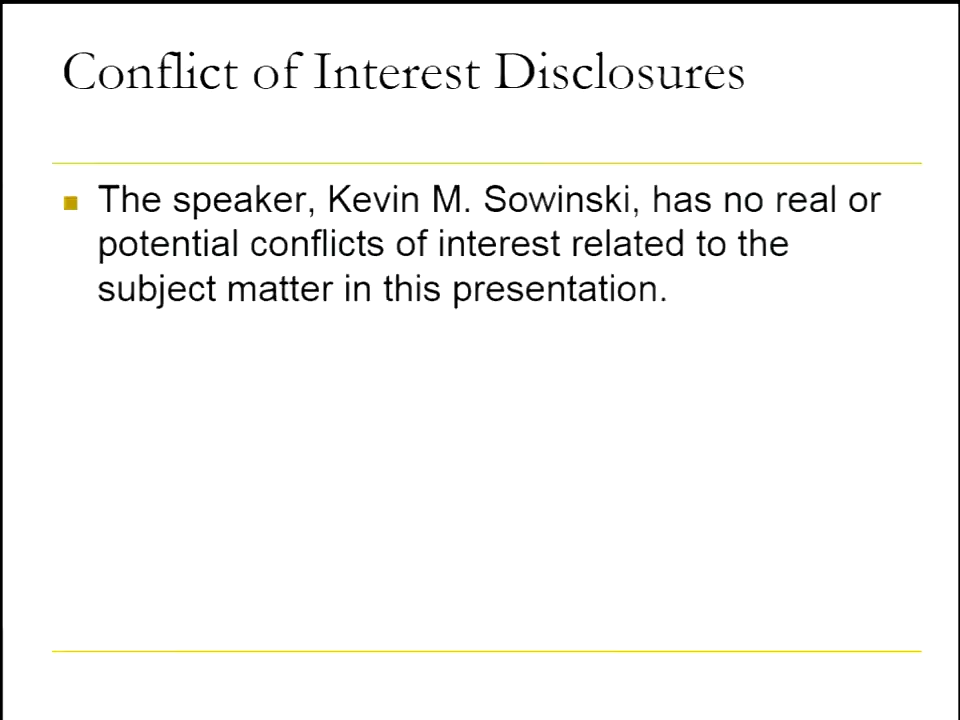 Conflict of Interest Disclosures
The speaker, Kevin M. Sowinski, has no real or
potential conflicts of interest related to the
subject matter in this presentation.